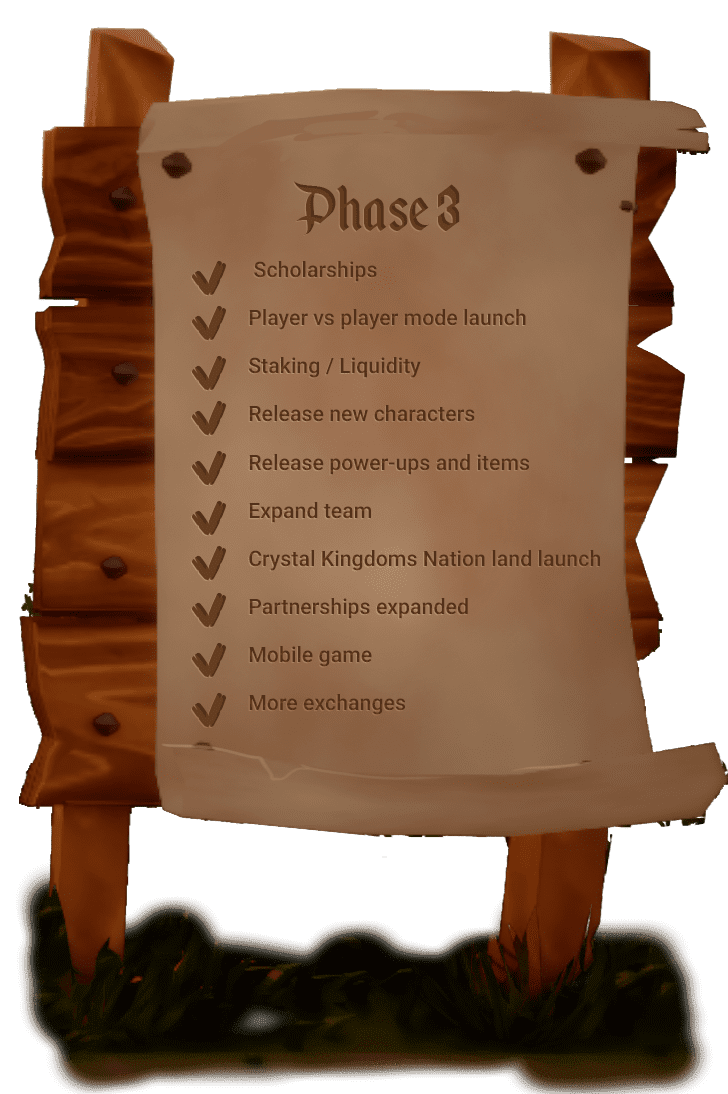 Phase 3
Scholarships
Player vs player mode launch
Staking / Liquidity
Release new characters
Release power-ups and items
Expand team
Crystal Kingdoms Nation land launch
Partnerships expanded
Mobile game
More exchanges